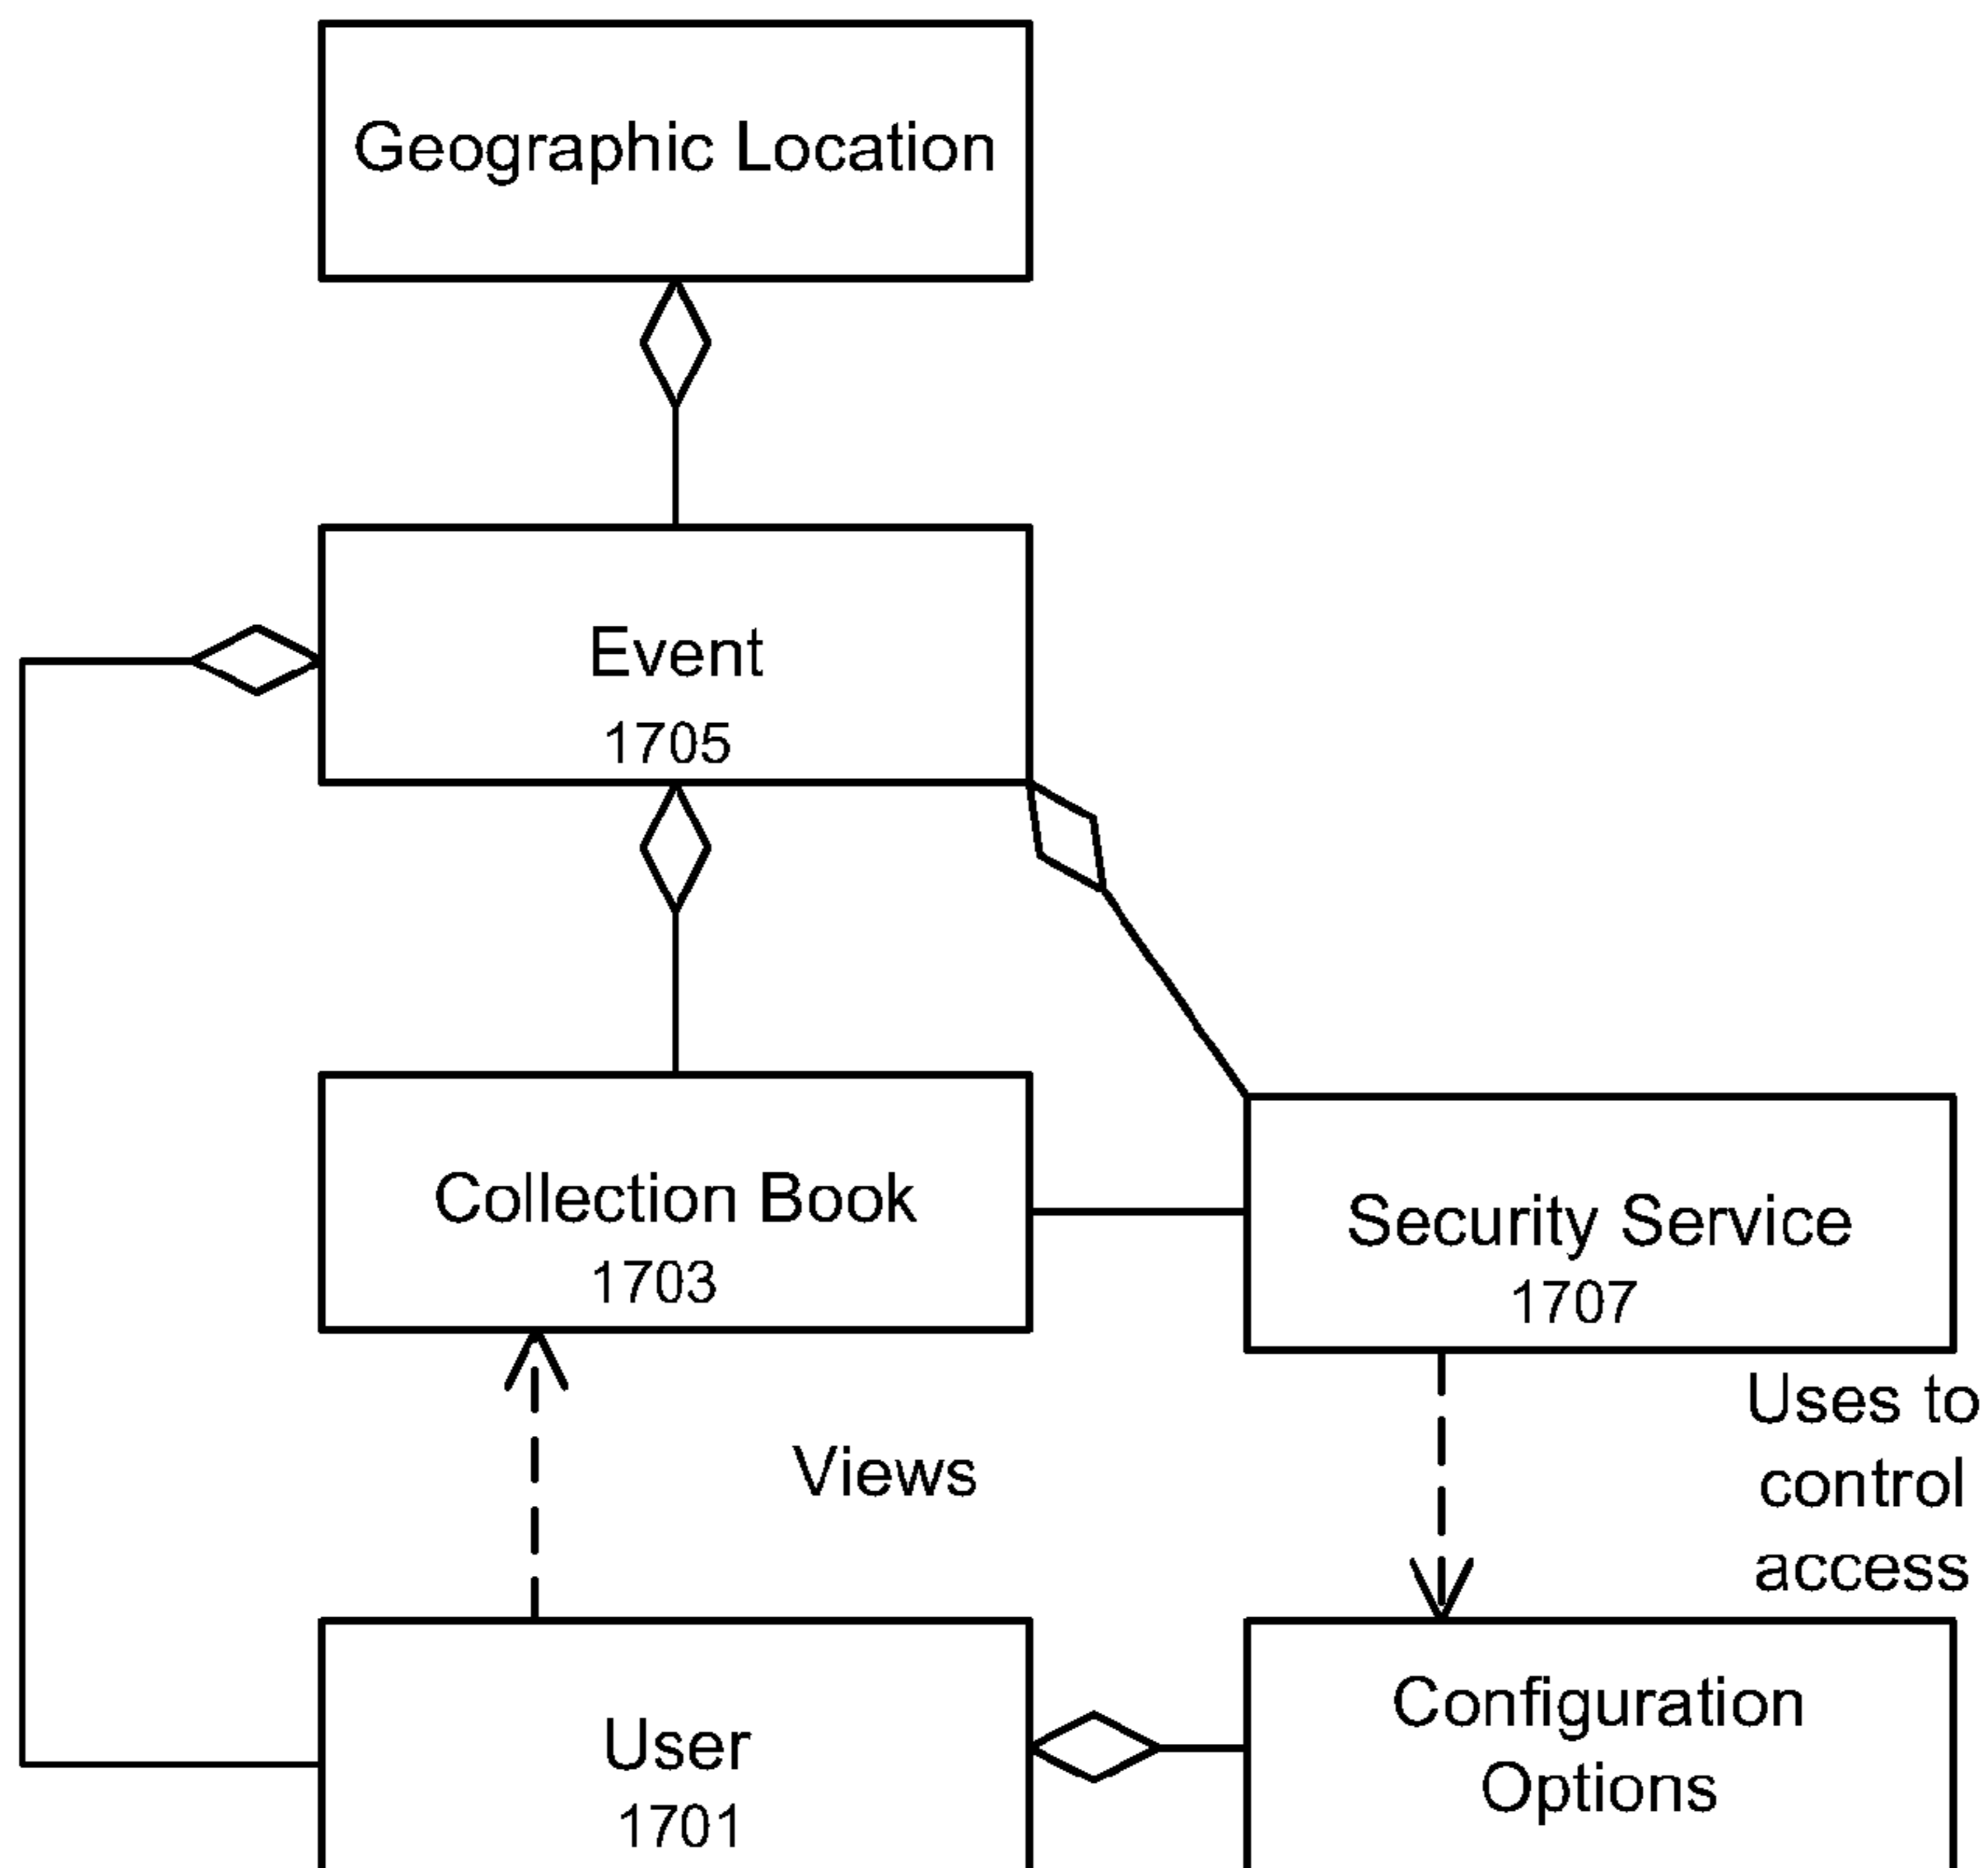 Geographic Location
Event
1705
Collection Book
1703
Security Service
1707
Views
Uses to
control
access
User
1701
Configuration
Options